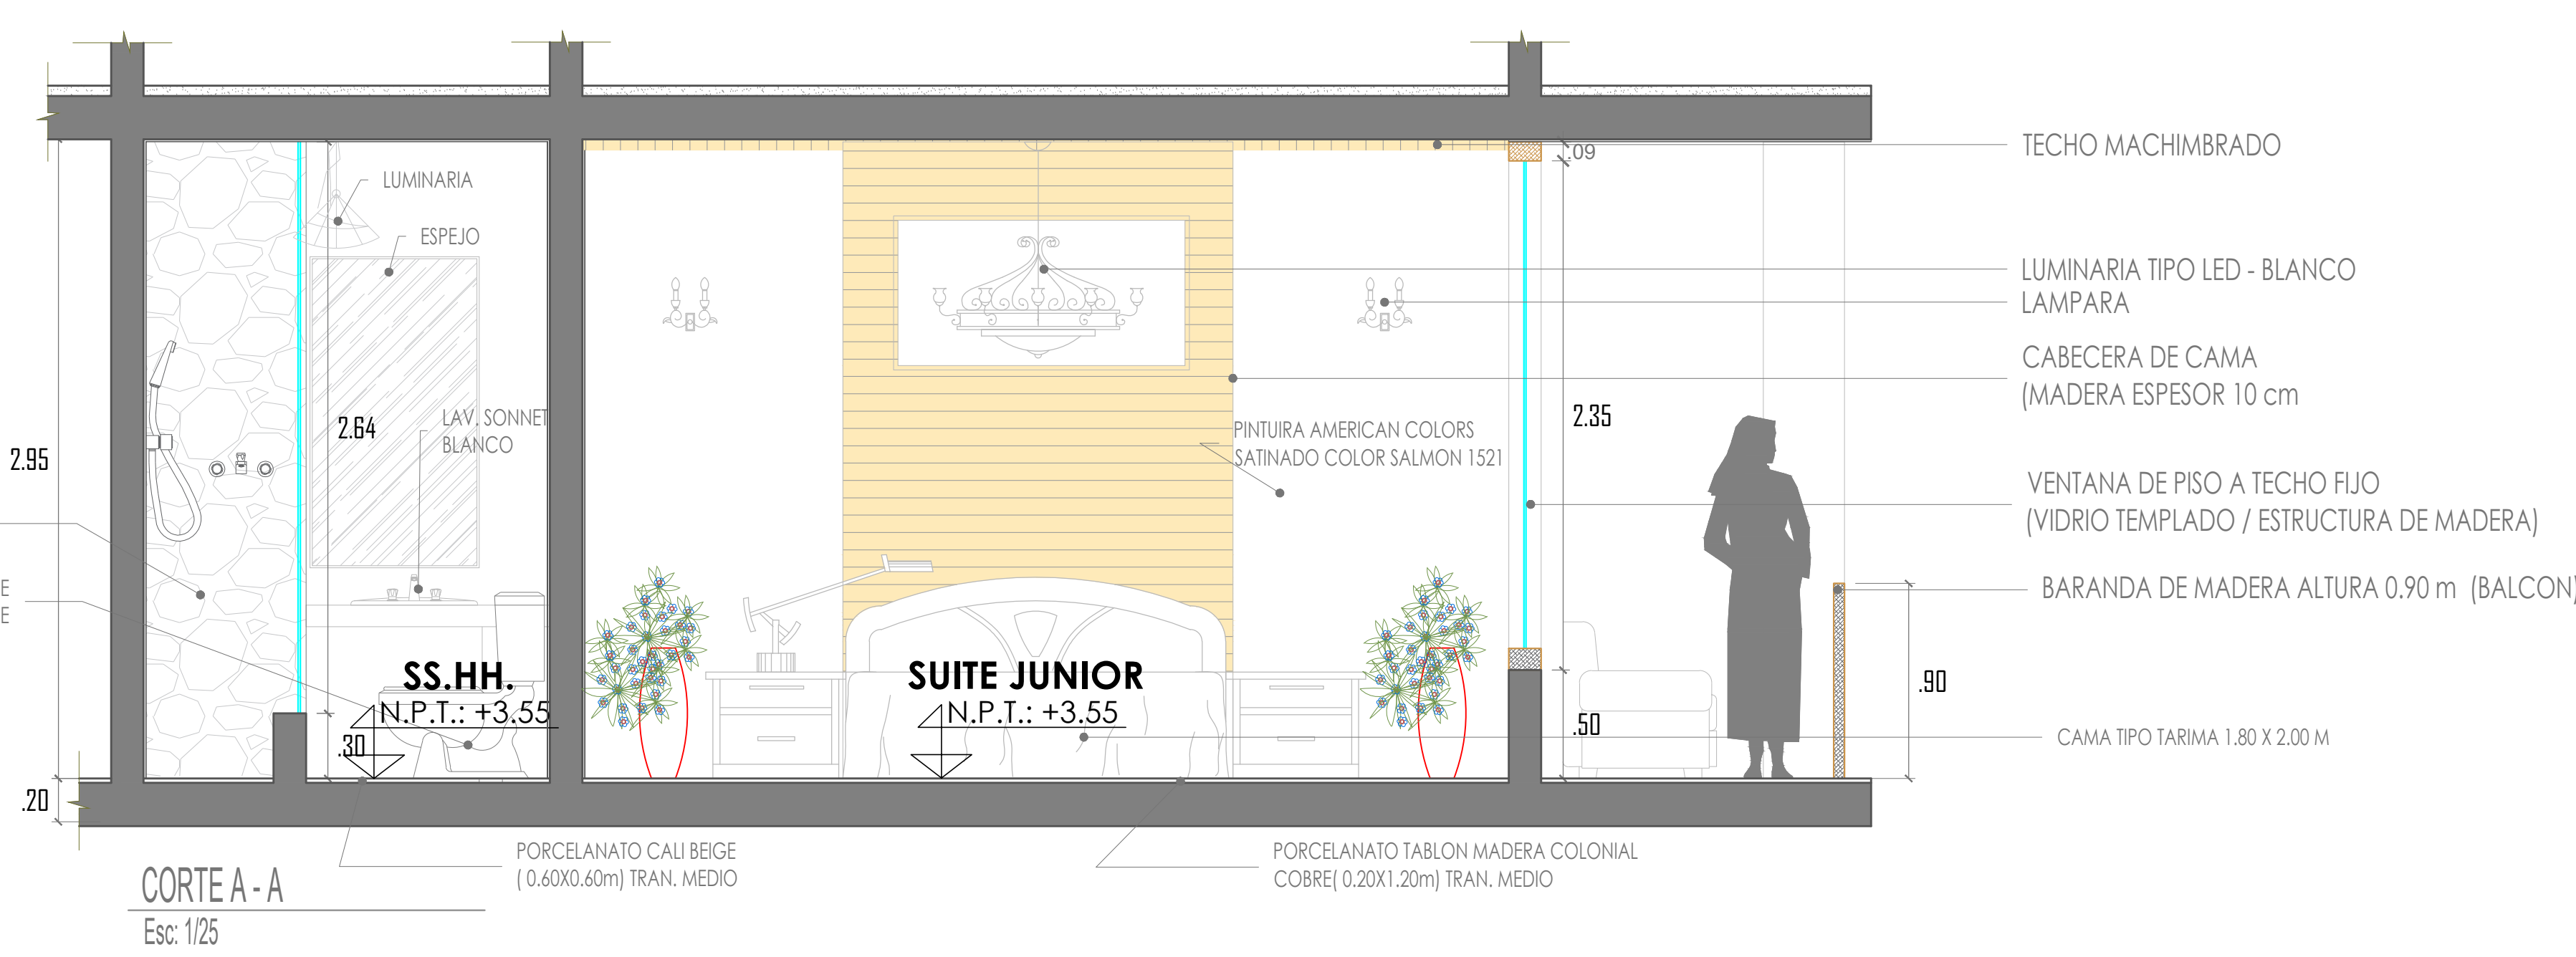 .09
TECHO MACHIMBRADO
LUMINARIA
ESPEJO
LUMINARIA TIPO LED - BLANCO
LAMPARA
CABECERA DE CAMA
(MADERA ESPESOR 10 cm
2.95
2.64
LAV. SONNET
BLANCO
PINTUIRA AMERICAN COLORS
SATINADO COLOR SALMON 1521
2.35
VENTANA DE PISO A TECHO FIJO
(VIDRIO TEMPLADO / ESTRUCTURA DE MADERA)
E
E
BARANDA DE MADERA ALTURA 0.90 m (BALCON)
SS.HH.
N.P.T.: +3.55
.30
SUITE JUNIOR
N.P.T.: +3.55
.50
.90
CAMA TIPO TARIMA 1.80 X 2.00 M
.20
PORCELANATO CALI BEIGE
( 0.60X0.60m) TRAN. MEDIO
PORCELANATO TABLON MADERA COLONIAL
COBRE( 0.20X1.20m) TRAN. MEDIO
CORTE A - A
Esc: 1/25